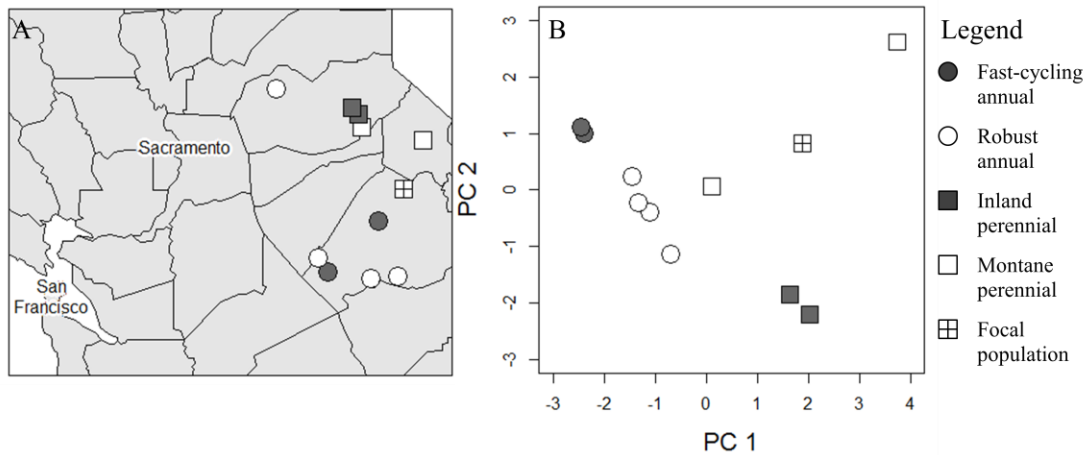 A
Sacramento
San
Francisco
B
PC 2
3
2
1
0
-1
-2
-3
-3
-2
-1
0
1
2
3
4
PC 1
Legend
Fast-cycling
annual
Robust
annual
Inland
perennial
Montane
perennial
Focal
population